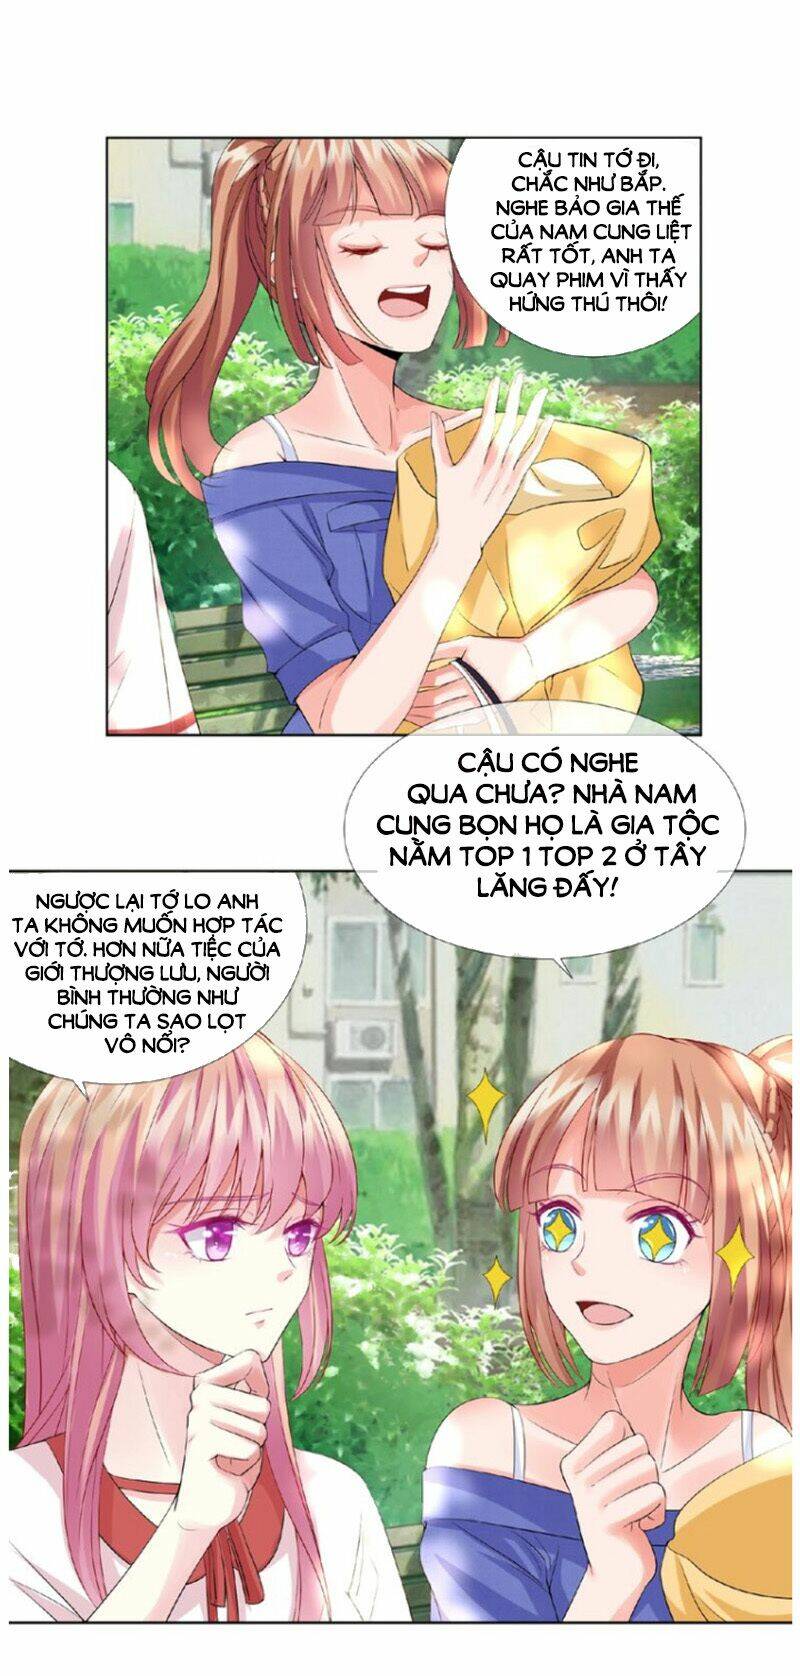 CẬU TIN TỚ ĐI,
CHẮC NHƯ BẮP.
NGHE BẢO GIA THẾ
CỦA NAM CUNG LIỆT
RẤT TỐT, ANH TA
QUAY PHIM VÌ THẤY
HỨNG THÚ THÔI!
CẬU CÓ NGHE
QUA CHƯA? NHÀ NAM
CUNG BỌN HỌ LÀ GIA TỘC
NẰM TOP 1 TOP 2 Ở TÂY
LĂNG ĐẤY!
NGƯỢC LẠI TỚ LO ANH
TA KHÔNG MUỐN HỢP TÁC
VỚI TỚ. HƠN NỮA TIỆC CỦA
GIỚI THƯỢNG LƯU, NGƯỜI
BÌNH THƯỜNG NHƯ
CHÚNG TA SAO LỌT
VÔ NỔI?